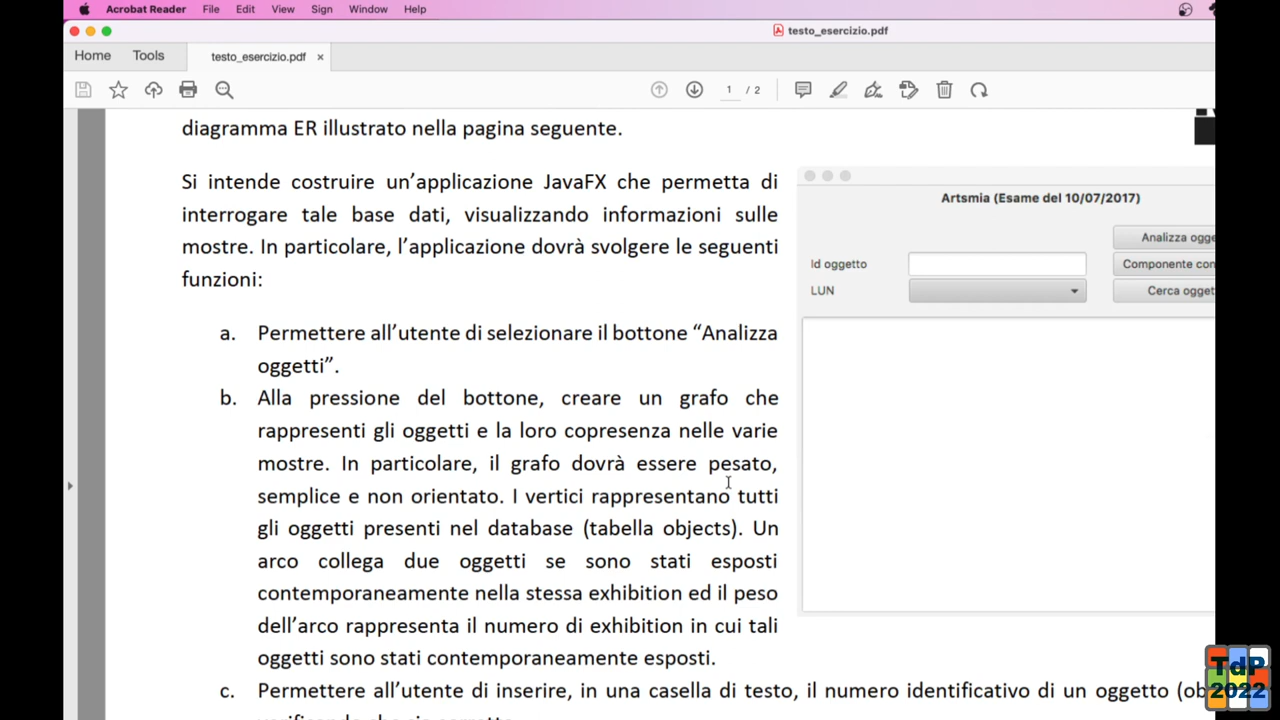 Acrobat Reader File Edit View Sign Window Help
testo_esercizio.pdf
Home Tools testo_esercizio.pdf ×
1 / 2
diagramma ER illustrato nella pagina seguente.
Si intende costruire un'applicazione JavaFX che permetta di
interrogare tale base dati, visualizzando informazioni sulle
mostre. In particolare, l'applicazione dovrà svolgere le seguenti
funzioni:
a. Permettere all'utente di selezionare il bottone “Analizza
oggetti”.
b. Alla pressione del bottone, creare un grafo che
rappresenti gli oggetti e la loro copresenza nelle varie
mostre. In particolare, il grafo dovrà essere pesato,
semplice e non orientato. I vertici rappresentano tutti
gli oggetti presenti nel database (tabella objects). Un
arco collega due oggetti se sono stati esposti
contemporaneamente nella stessa exhibition ed il peso
dell'arco rappresenta il numero di exhibition in cui tali
oggetti sono stati contemporaneamente esposti.
c. Permettere all'utente di inserire, in una casella di testo, il numero identificativo di un oggetto (ob
Artsmia (Esame del 10/07/2017)
Analizza ogge
Id oggetto
Componente con
LUN
Cerca ogget
TdP
2022